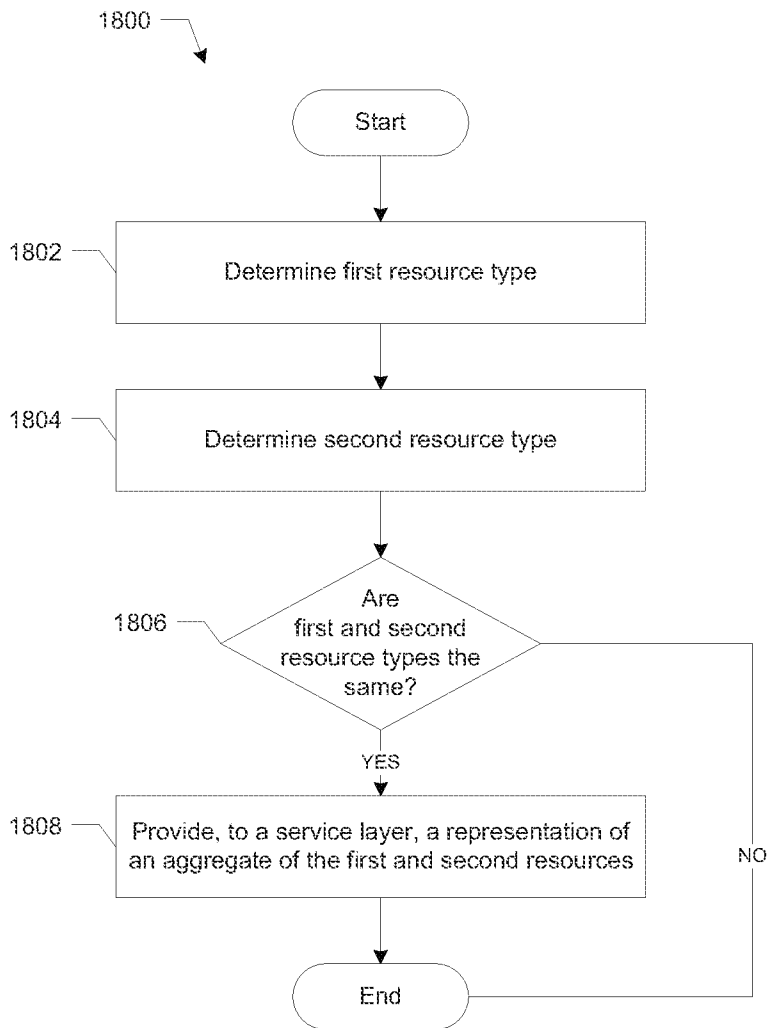 1800
Start
1802
Determine first resource type
1804
Determine second resource type
1806
Are
first and second
resource types the
same?
YES
1808
Provide, to a service layer, a representation of
an aggregate of the first and second resources
NO
End